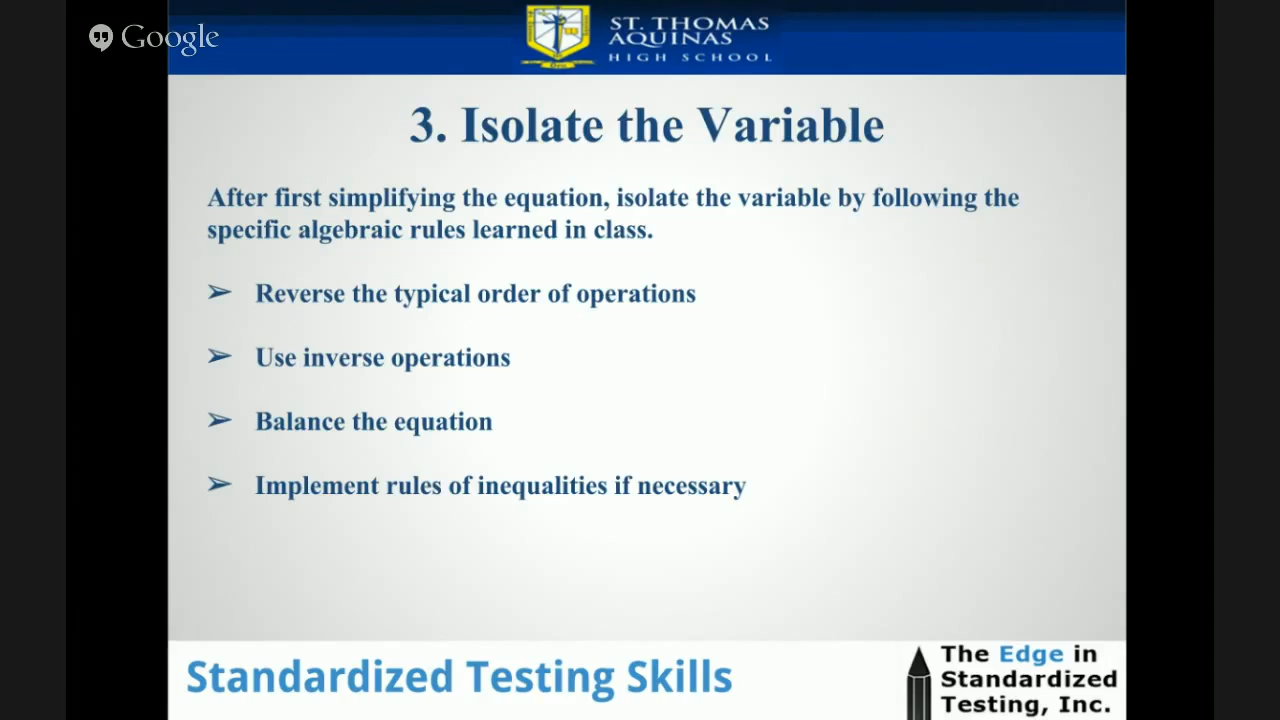 Google
ST. THOMAS
AQUINAS
HIGH SCHOOL
3. Isolate the Variable
After first simplifying the equation, isolate the variable by following the
specific algebraic rules learned in class.
➢ Reverse the typical order of operations
➢ Use inverse operations
➢ Balance the equation
➢ Implement rules of inequalities if necessary
Standardized Testing Skills
The Edge in
Standardized
Testing, Inc.